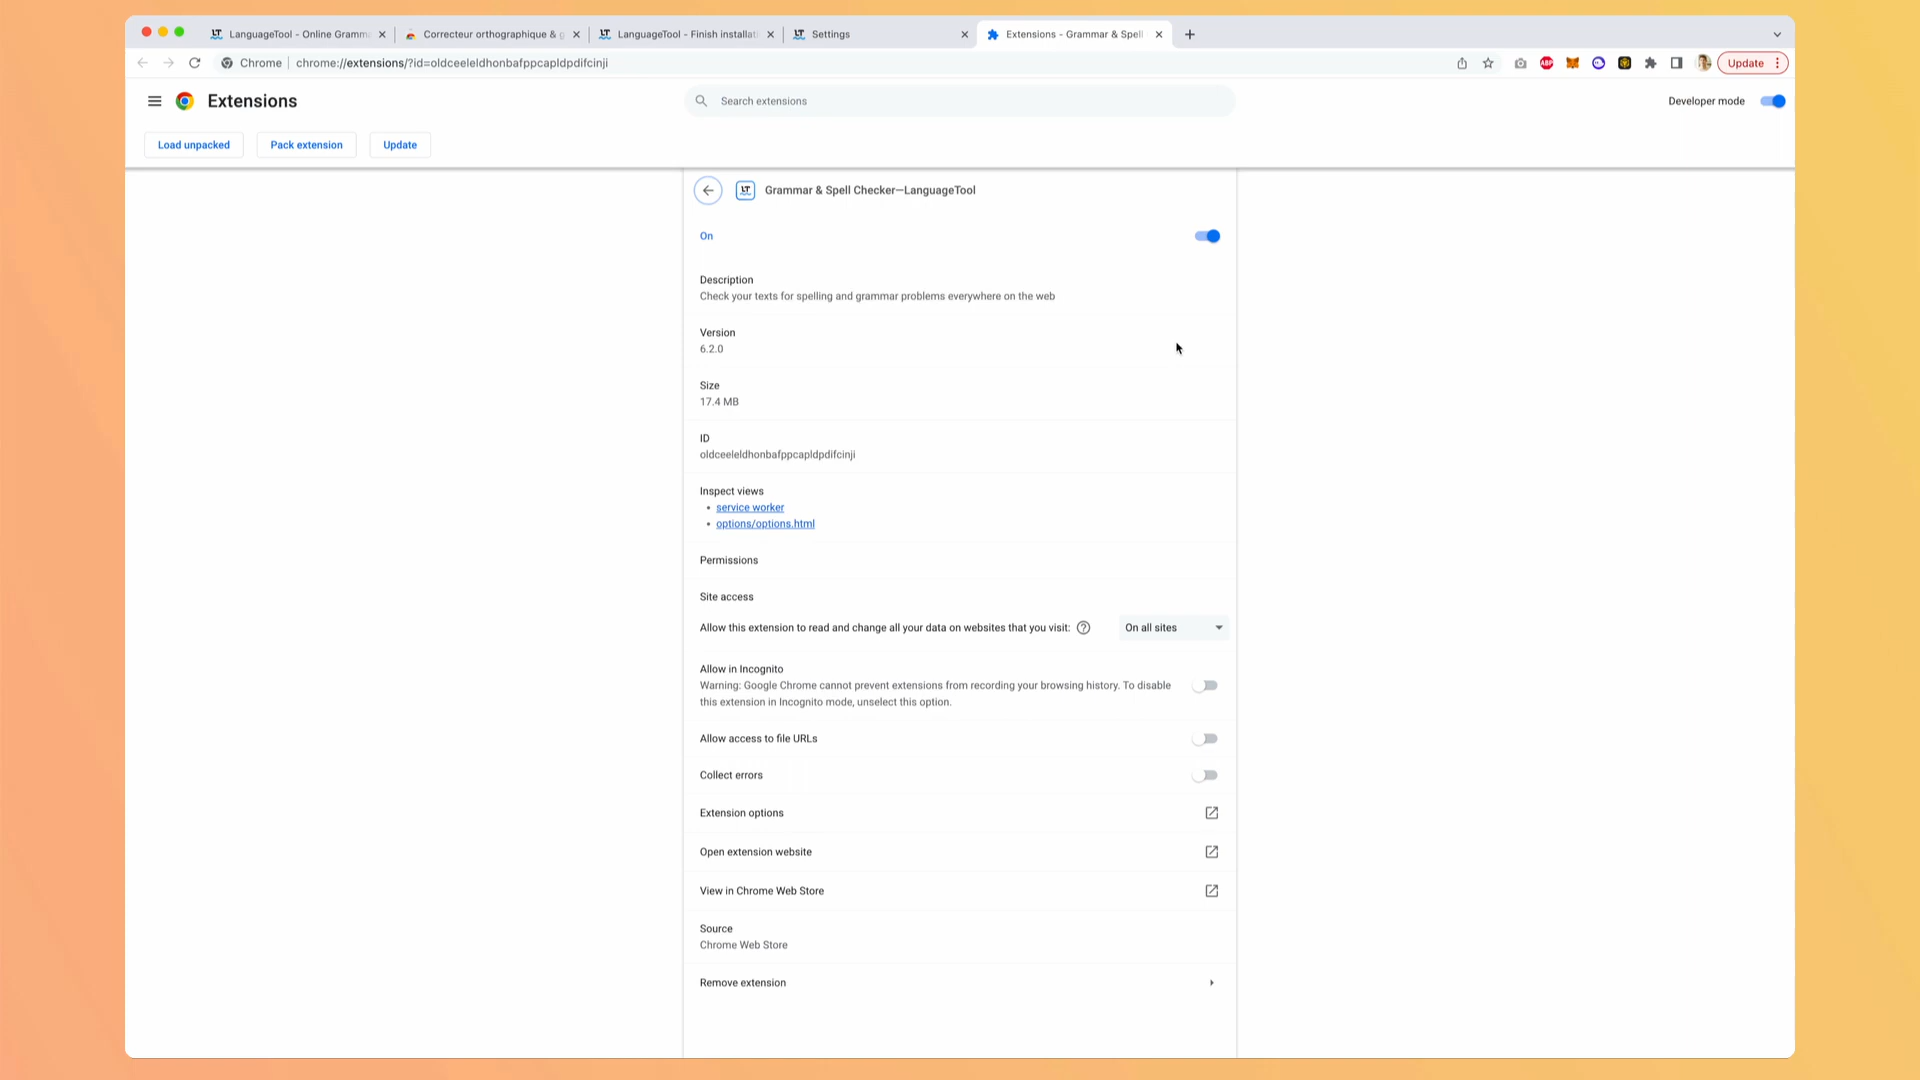 LanguageTool - Online Gramm
Correcteur orthographique & g
LanguageTool - Finish installati
Settings
Extensions - Grammar & Spell
Chrome
chrome://extensions/?id=oldceeleldhonbafppcapldpdifcinji
ABP
Update
Extensions
Search extensions
Developer mode
Load unpacked
Pack extension
Update
LT
Grammar & Spell Checker—LanguageTool
On
Description
Check your texts for spelling and grammar problems everywhere on the web
Version
6.2.0
Size
17.4 MB
ID
oldceeleldhonbafppcapldpdifcinji
Inspect views
• service worker
• options/options.html
Permissions
Site access
Allow this extension to read and change all your data on websites that you visit:
On all sites
Allow in Incognito
Warning: Google Chrome cannot prevent extensions from recording your browsing history. To disable
this extension in Incognito mode, unselect this option.
Allow access to file URLs
Collect errors
Extension options
Open extension website
View in Chrome Web Store
Source
Chrome Web Store
Remove extension